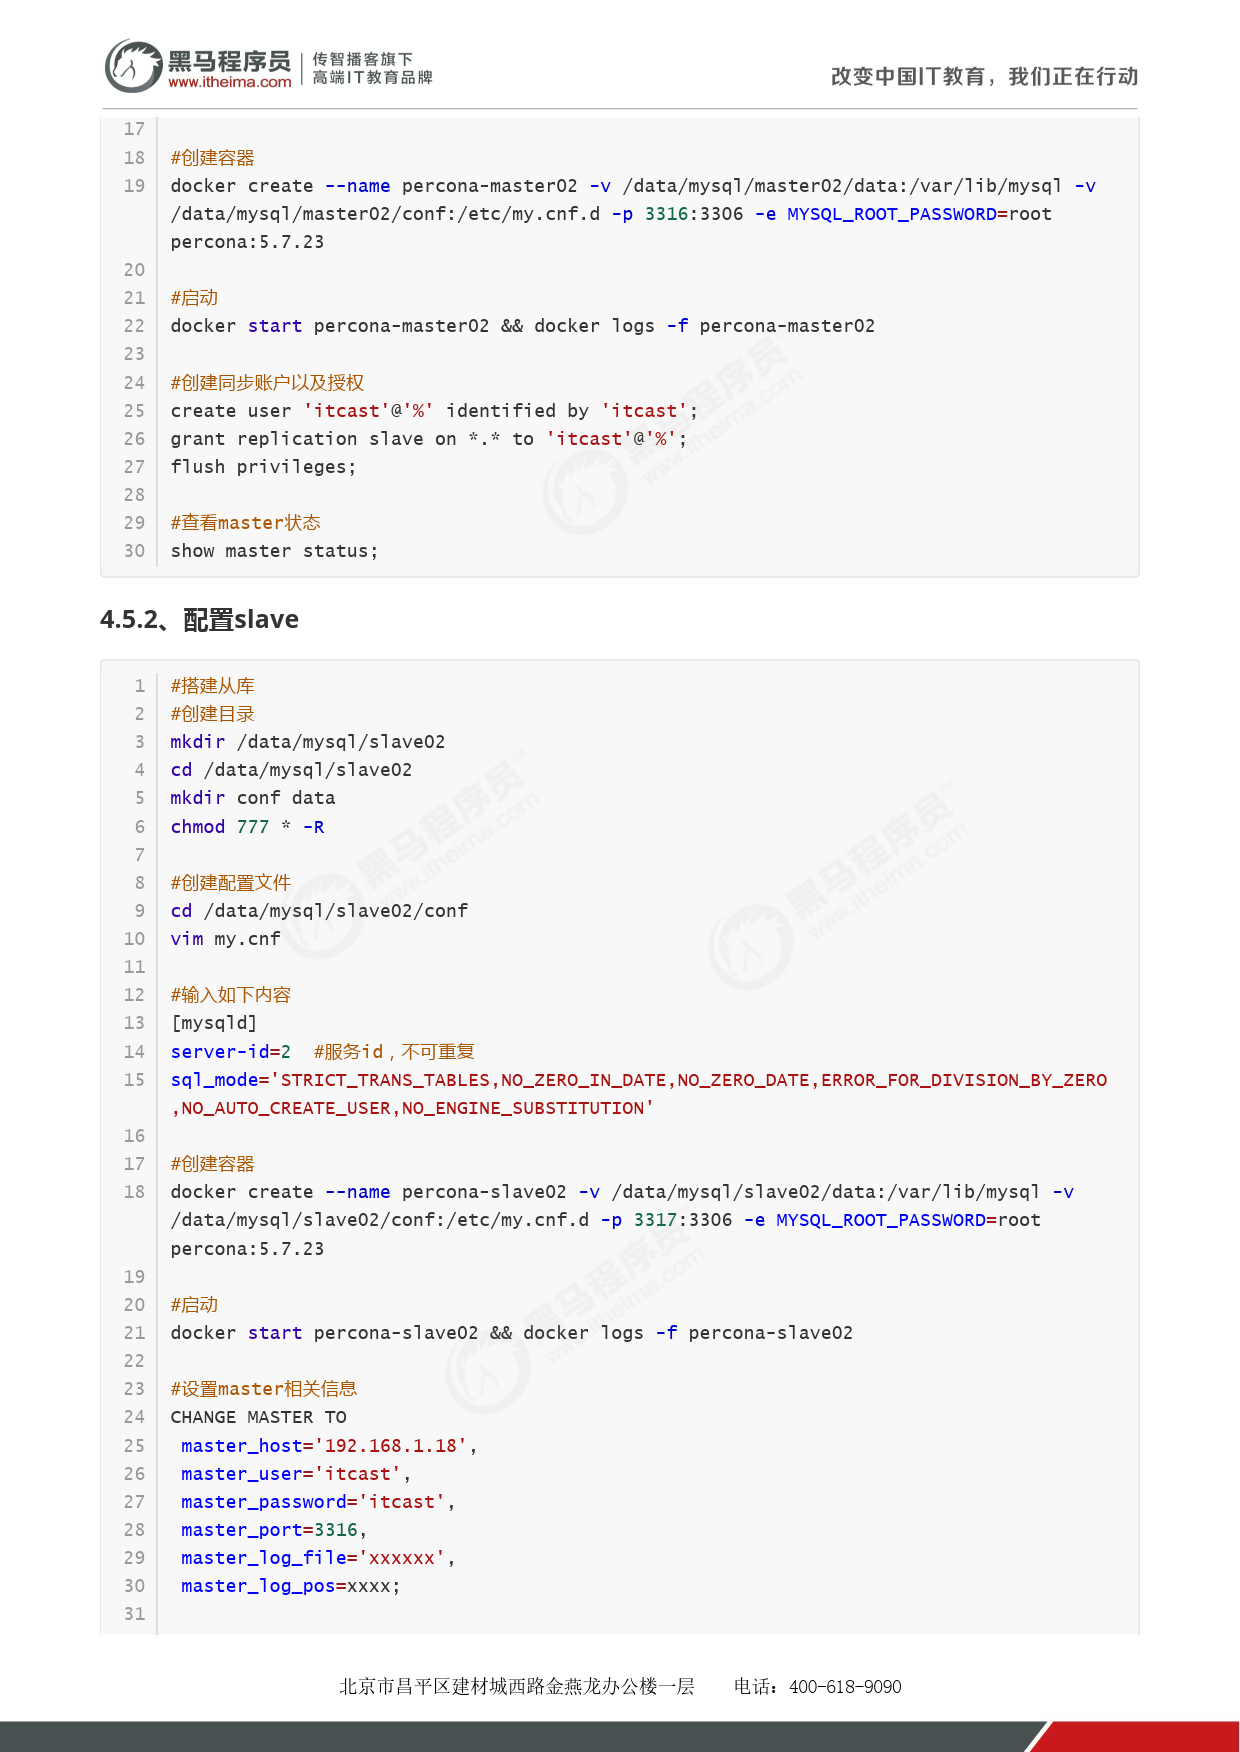 黑马程序员
www.itheima.com
传智播客旗下
高端IT教育品牌
改变中国IT教育，我们正在行动
17
18 #创建容器
19 docker create --name percona-master02 -v /data/mysql/master02/data:/var/lib/mysql -v
/data/mysql/master02/conf:/etc/my.cnf.d -p 3316:3306 -e MYSQL_ROOT_PASSWORD=root
percona:5.7.23
20
21 #启动
22 docker start percona-master02 && docker logs -f percona-master02
23
24 #创建同步账户以及授权
25 create user 'itcast'@'%' identified by 'itcast';
26 grant replication slave on *.* to 'itcast'@'%';
27 flush privileges;
28
29 #查看master状态
30 show master status;
4.5.2、配置slave
1 #搭建从库
2 #创建目录
3 mkdir /data/mysql/slave02
4 cd /data/mysql/slave02
5 mkdir conf data
6 chmod 777 * -R
7
8 #创建配置文件
9 cd /data/mysql/slave02/conf
10 vim my.cnf
11
12 #输入如下内容
13 [mysqld]
14 server-id=2  #服务id，不可重复
15 sql_mode='STRICT_TRANS_TABLES,NO_ZERO_IN_DATE,NO_ZERO_DATE,ERROR_FOR_DIVISION_BY_ZERO
,NO_AUTO_CREATE_USER,NO_ENGINE_SUBSTITUTION'
16
17 #创建容器
18 docker create --name percona-slave02 -v /data/mysql/slave02/data:/var/lib/mysql -v
/data/mysql/slave02/conf:/etc/my.cnf.d -p 3317:3306 -e MYSQL_ROOT_PASSWORD=root
percona:5.7.23
19
20 #启动
21 docker start percona-slave02 && docker logs -f percona-slave02
22
23 #设置master相关信息
24 CHANGE MASTER TO
25  master_host='192.168.1.18',
26  master_user='itcast',
27  master_password='itcast',
28  master_port=3316,
29  master_log_file='xxxxxx',
30  master_log_pos=xxxx;
31
北京市昌平区建材城西路金燕龙办公楼一层  电话：400-618-9090